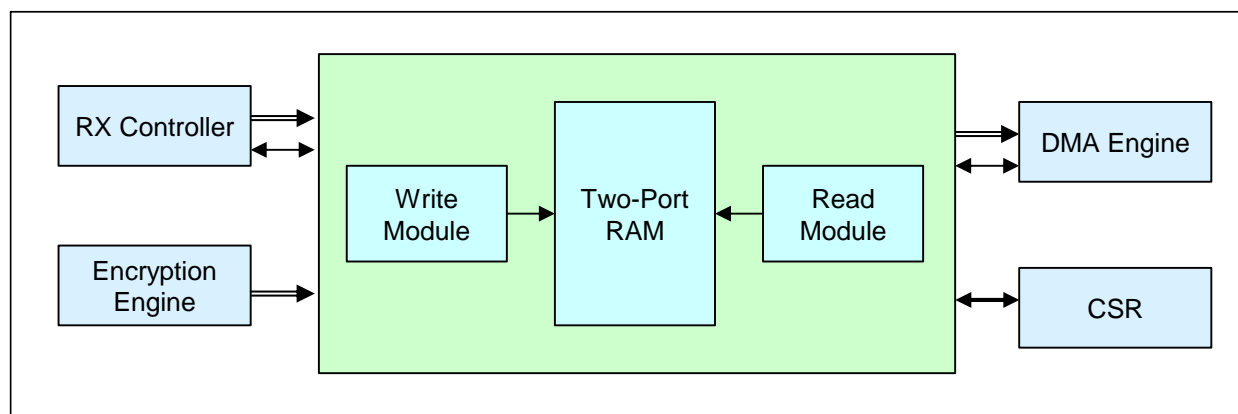 RX Controller
Encryption
Engine
Write
Module
Two-Port
RAM
Read
Module
DMA Engine
CSR